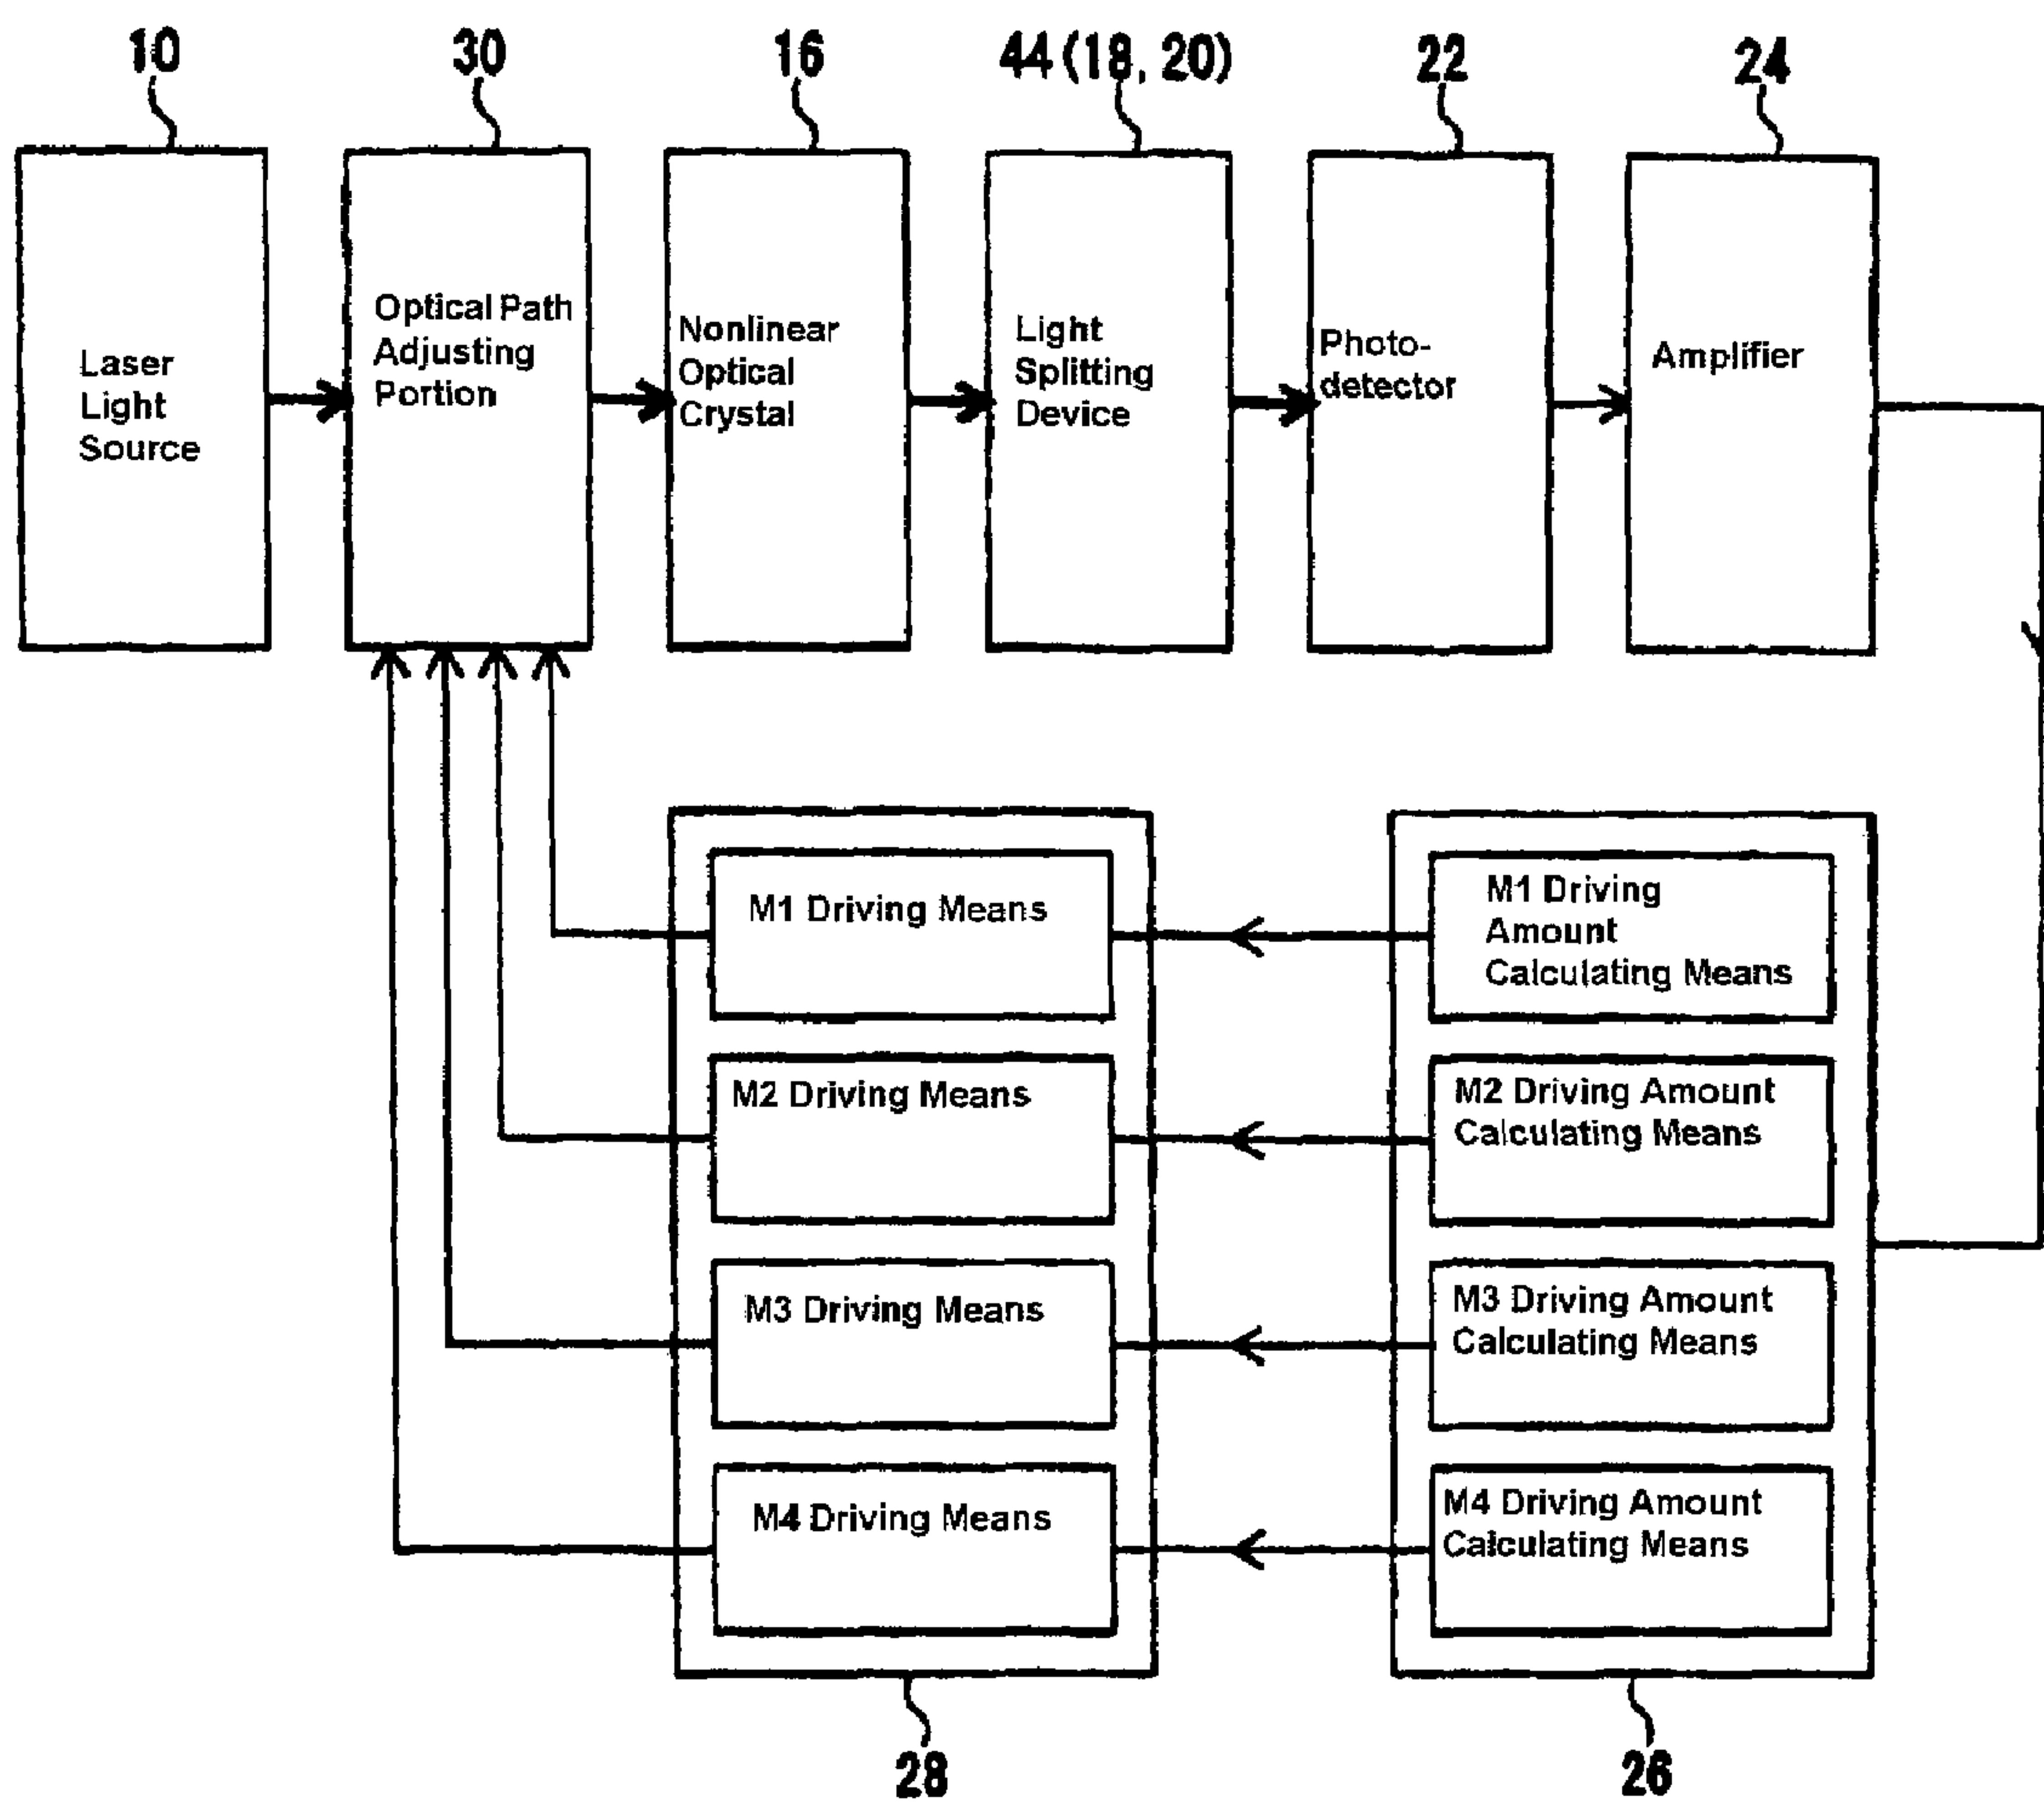 10
30
16
44 (18, 20)
22
24
Laser
Light
Source
Optical Path
Adjusting
Portion
Nonlinear
Optical
Crystal
Light
Splitting
Device
Photo-
detector
Amplifier
M1 Driving Means
M1 Driving
Amount
Calculating Means
M2 Driving Means
M2 Driving Amount
Calculating Means
M3 Driving Means
M3 Driving Amount
Calculating Means
M4 Driving Means
M4 Driving Amount
Calculating Means
28
26